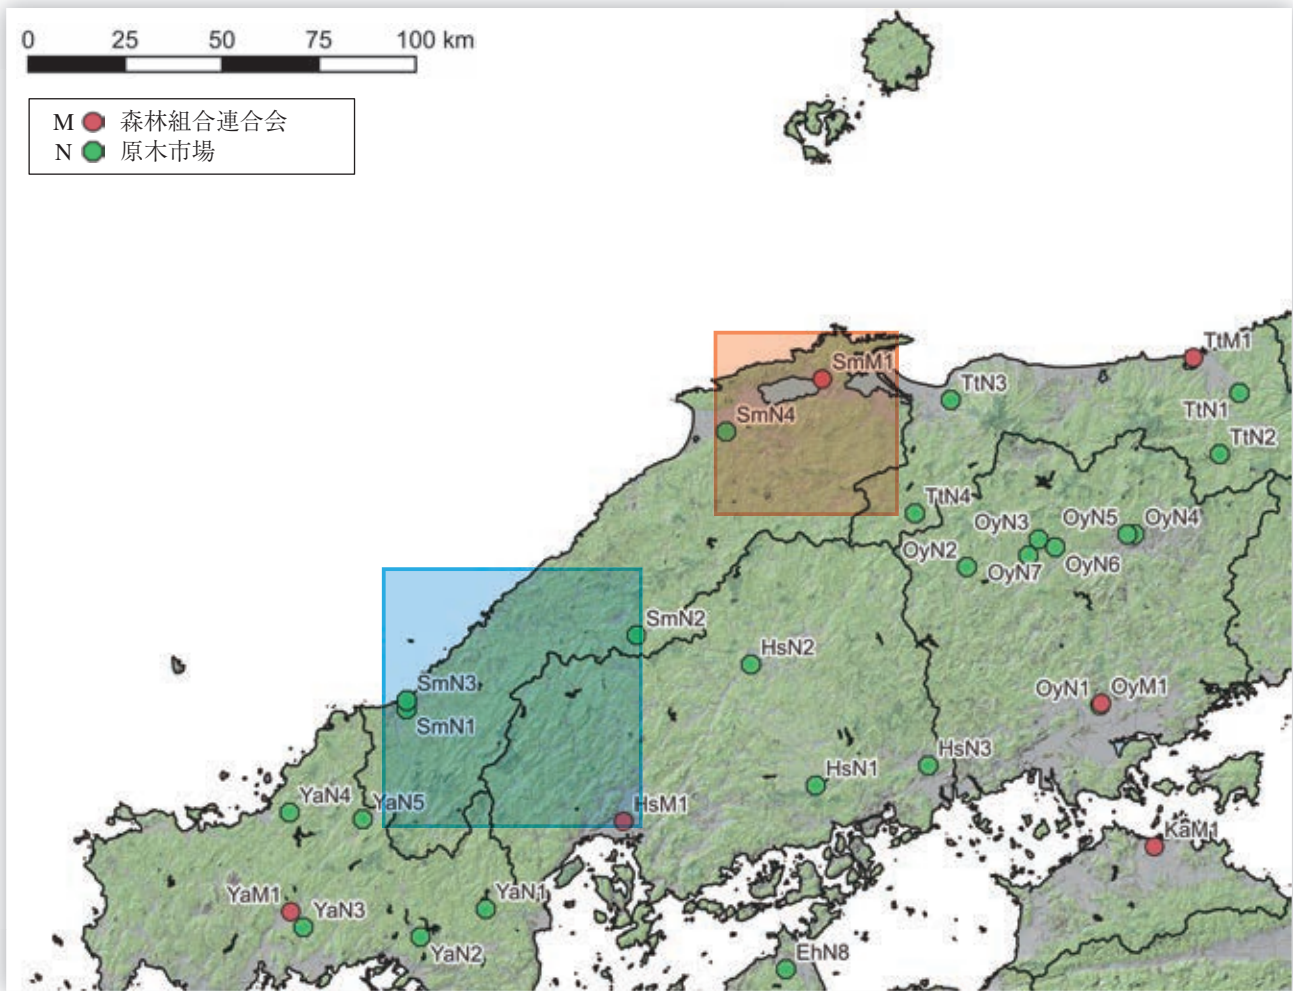 0 25 50 75 100 km
M 森林組合連合会
N 原木市場
TtM1
SmM1
TtN3
TtN1
SmN4
TtN2
TtN4
OyN3 OyN5 OyN4
OyN2
OyN7 OyN6
SmN2
HsN2
SmN3
OyN1 OyM1
SmN1
HsN3
HsN1
YaN4 YaN5 HsM1
KaM1
YaM1 YaN1
YaN3
YaN2 EhN8